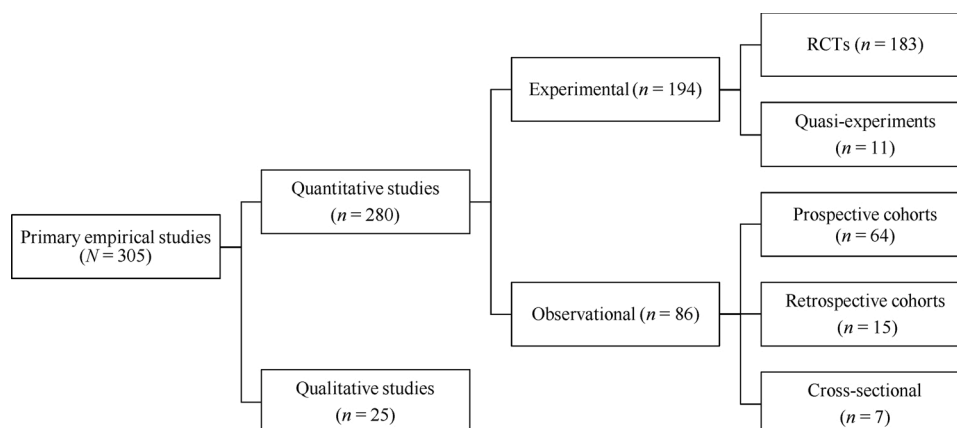 Primary empirical studies
(N = 305)
Quantitative studies
(n = 280)
Qualitative studies
(n = 25)
Experimental (n = 194)
Observational (n = 86)
RCTs (n = 183)
Quasi-experiments
(n = 11)
Prospective cohorts
(n = 64)
Retrospective cohorts
(n = 15)
Cross-sectional
(n = 7)